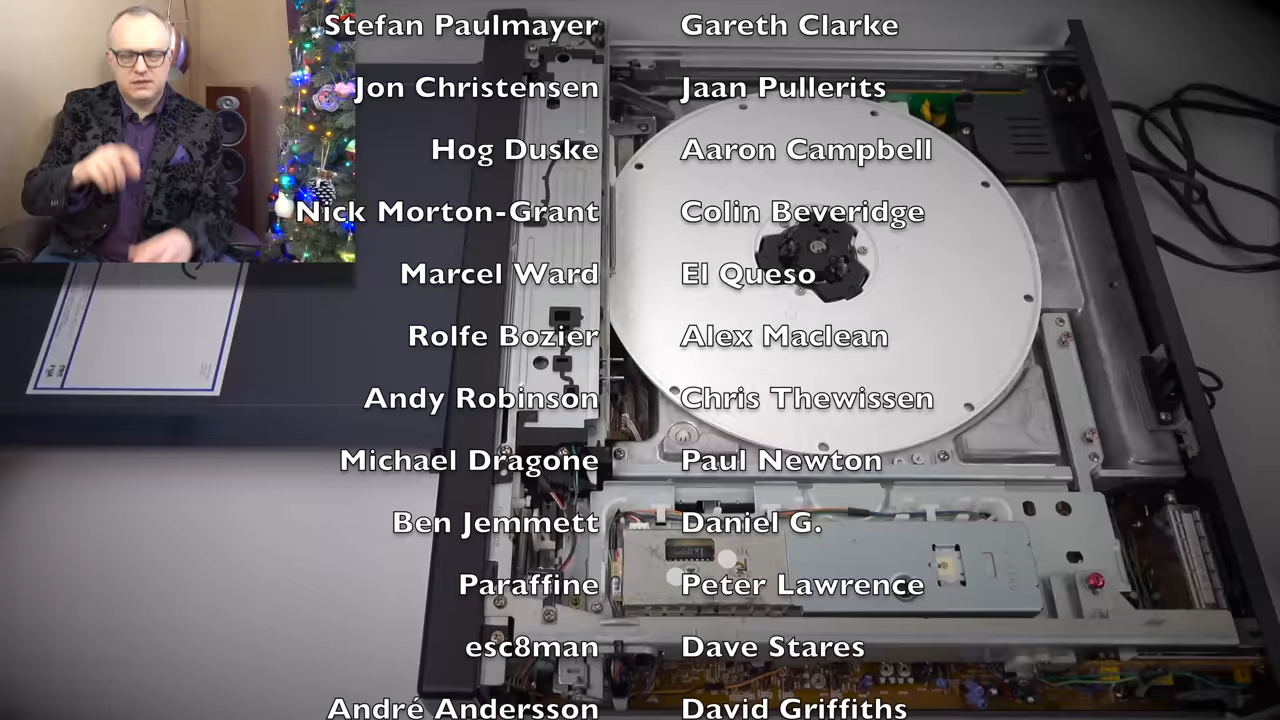 Stefan Paulmayer Gareth Clarke
Jon Christensen Jaan Pullerits
Hog Duske Aaron Campbell
Nick Morton-Grant Colin Beveridge
Marcel Ward El Queso
Rolfe Bozier Alex Maclean
Andy Robinson Chris Thewissen
Michael Dragone Paul Newton
Ben Jemmett Daniel G.
Paraffine Peter Lawrence
esc8man Dave Stares
André Andersson David Griffiths